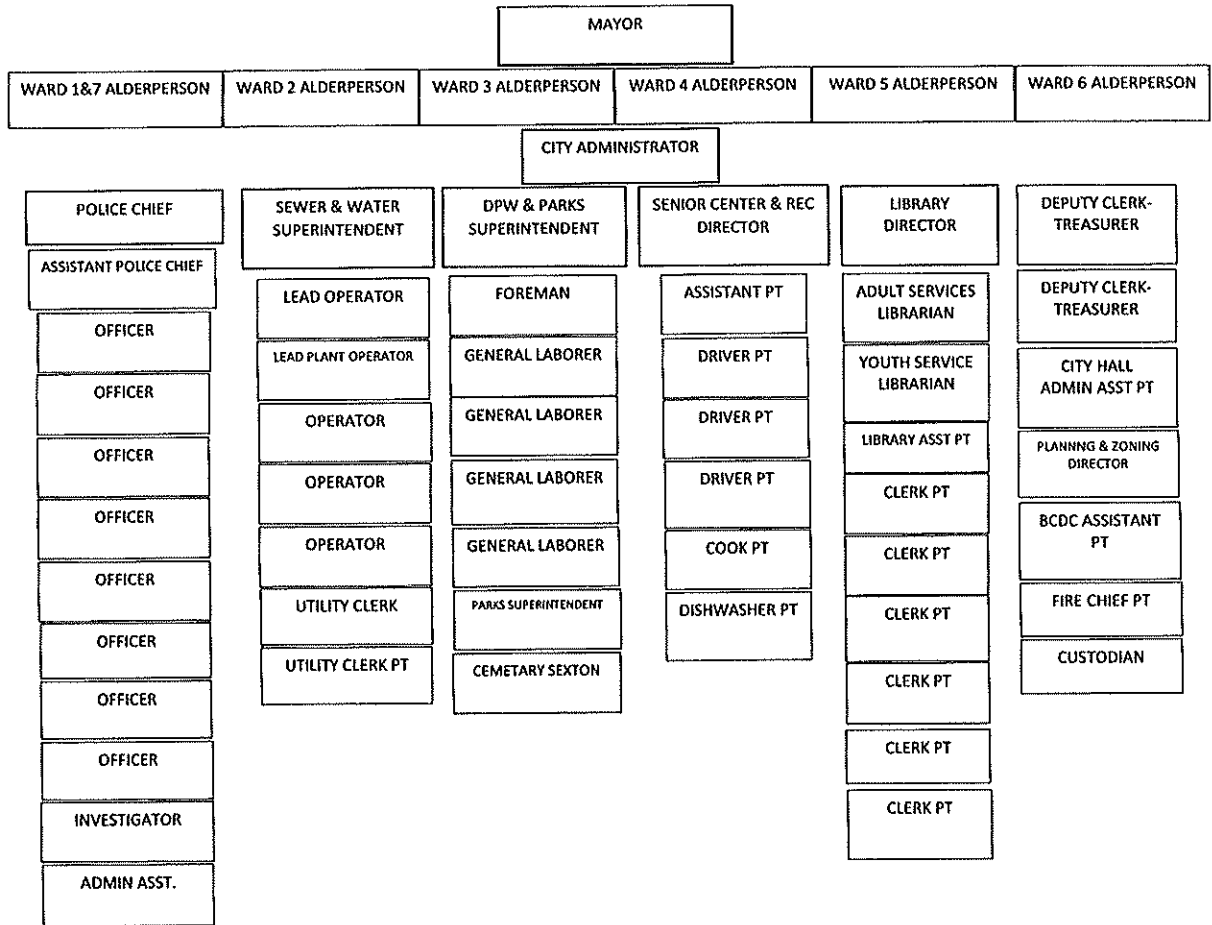 MAYOR
WARD 1&7 ALDERPERSON
WARD 2 ALDERPERSON
WARD 3 ALDERPERSON
WARD 4 ALDERPERSON
WARD 5 ALDERPERSON
WARD 6 ALDERPERSON
CITY ADMINISTRATOR
POLICE CHIEF
ASSISTANT POLICE CHIEF
OFFICER
OFFICER
OFFICER
OFFICER
OFFICER
OFFICER
OFFICER
OFFICER
INVESTIGATOR
ADMIN ASST.
SEWER & WATER
SUPERINTENDENT
LEAD OPERATOR
LEAD PLANT OPERATOR
OPERATOR
OPERATOR
OPERATOR
UTILITY CLERK
UTILITY CLERK PT
DPW & PARKS
SUPERINTENDENT
FOREMAN
GENERAL LABORER
GENERAL LABORER
GENERAL LABORER
GENERAL LABORER
PARKS SUPERINTENDENT
CEMETARY SEXTON
SENIOR CENTER & REC
DIRECTOR
ASSISTANT PT
DRIVER PT
DRIVER PT
DRIVER PT
COOK PT
DISHWASHER PT
LIBRARY
DIRECTOR
ADULT SERVICES
LIBRARIAN
YOUTH SERVICE
LIBRARIAN
LIBRARY ASST PT
CLERK PT
CLERK PT
CLERK PT
CLERK PT
CLERK PT
CLERK PT
DEPUTY CLERK-
TREASURER
DEPUTY CLERK-
TREASURER
CITY HALL
ADMIN ASST PT
PLANNNG & ZONING
DIRECTOR
BCDC ASSISTANT
PT
FIRE CHIEF PT
CUSTODIAN